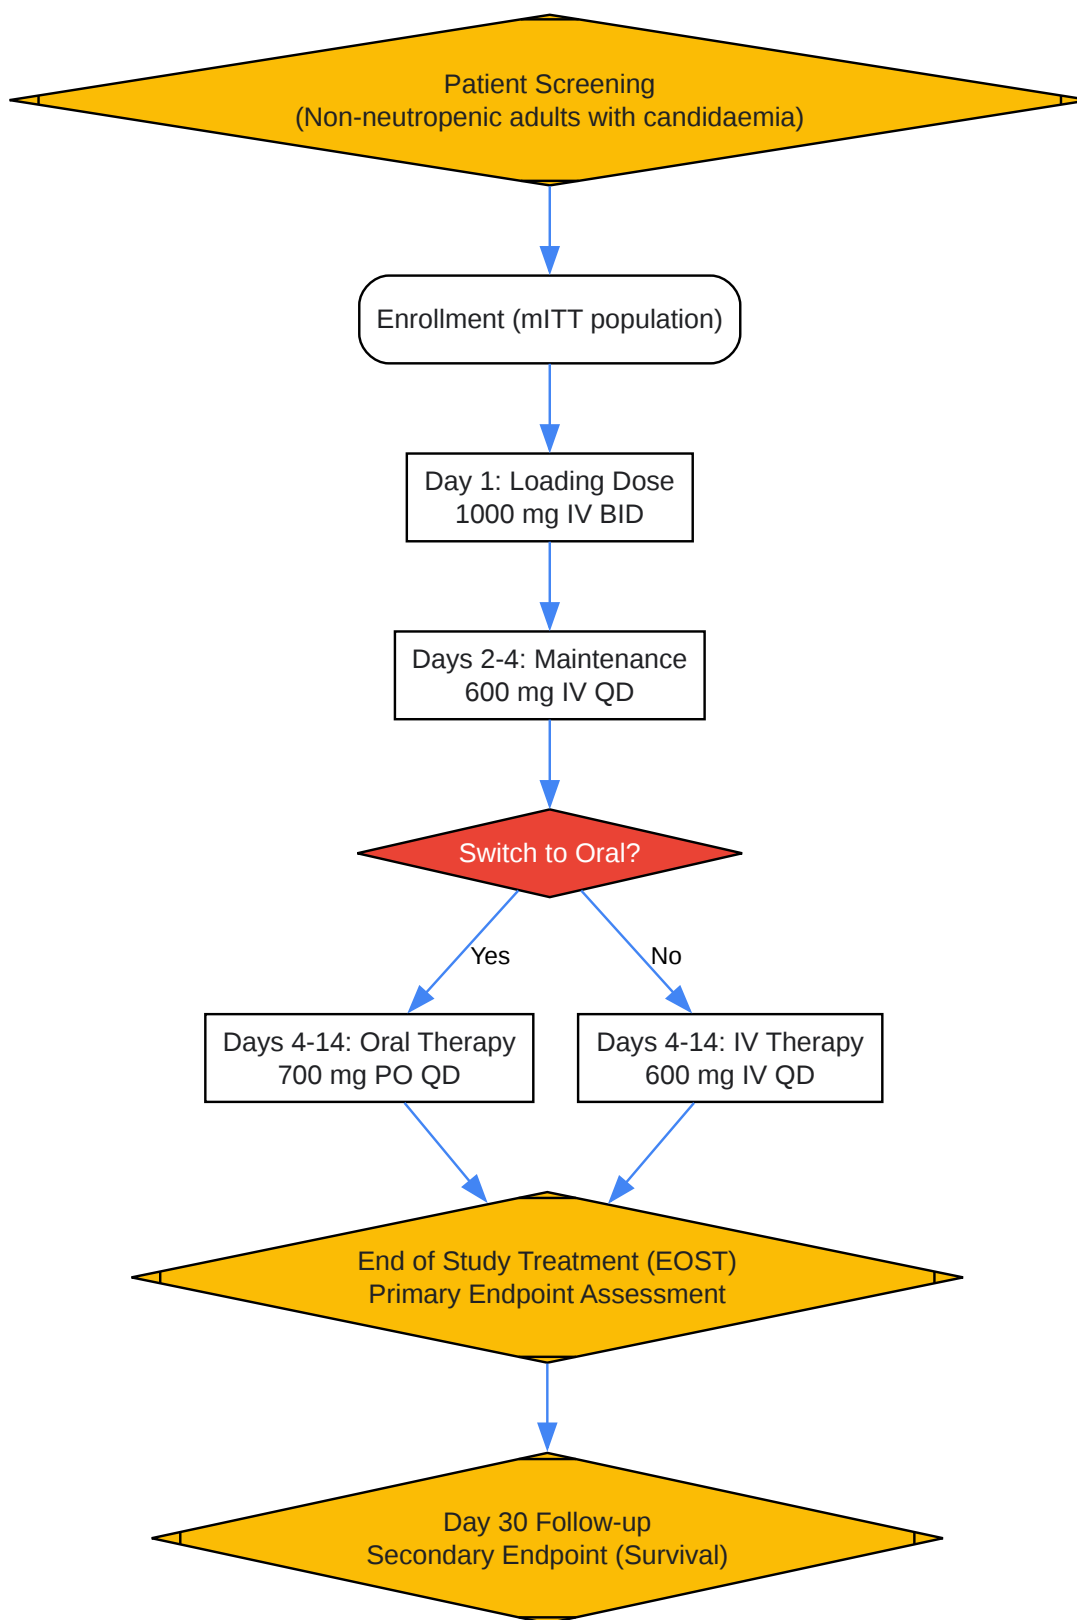 Patient Screening
(Non-neutropenic adults with candidaemia)
Enrollment (mITT population)
Day 1: Loading Dose
1000 mg IV BID
Days 2-4: Maintenance
600 mg IV QD
Switch to Oral?
Yes
No
Days 4-14: Oral Therapy
700 mg PO QD
Days 4-14: IV Therapy
600 mg IV QD
End of Study Treatment (EOST)
Primary Endpoint Assessment
Day 30 Follow-up
Secondary Endpoint (Survival)